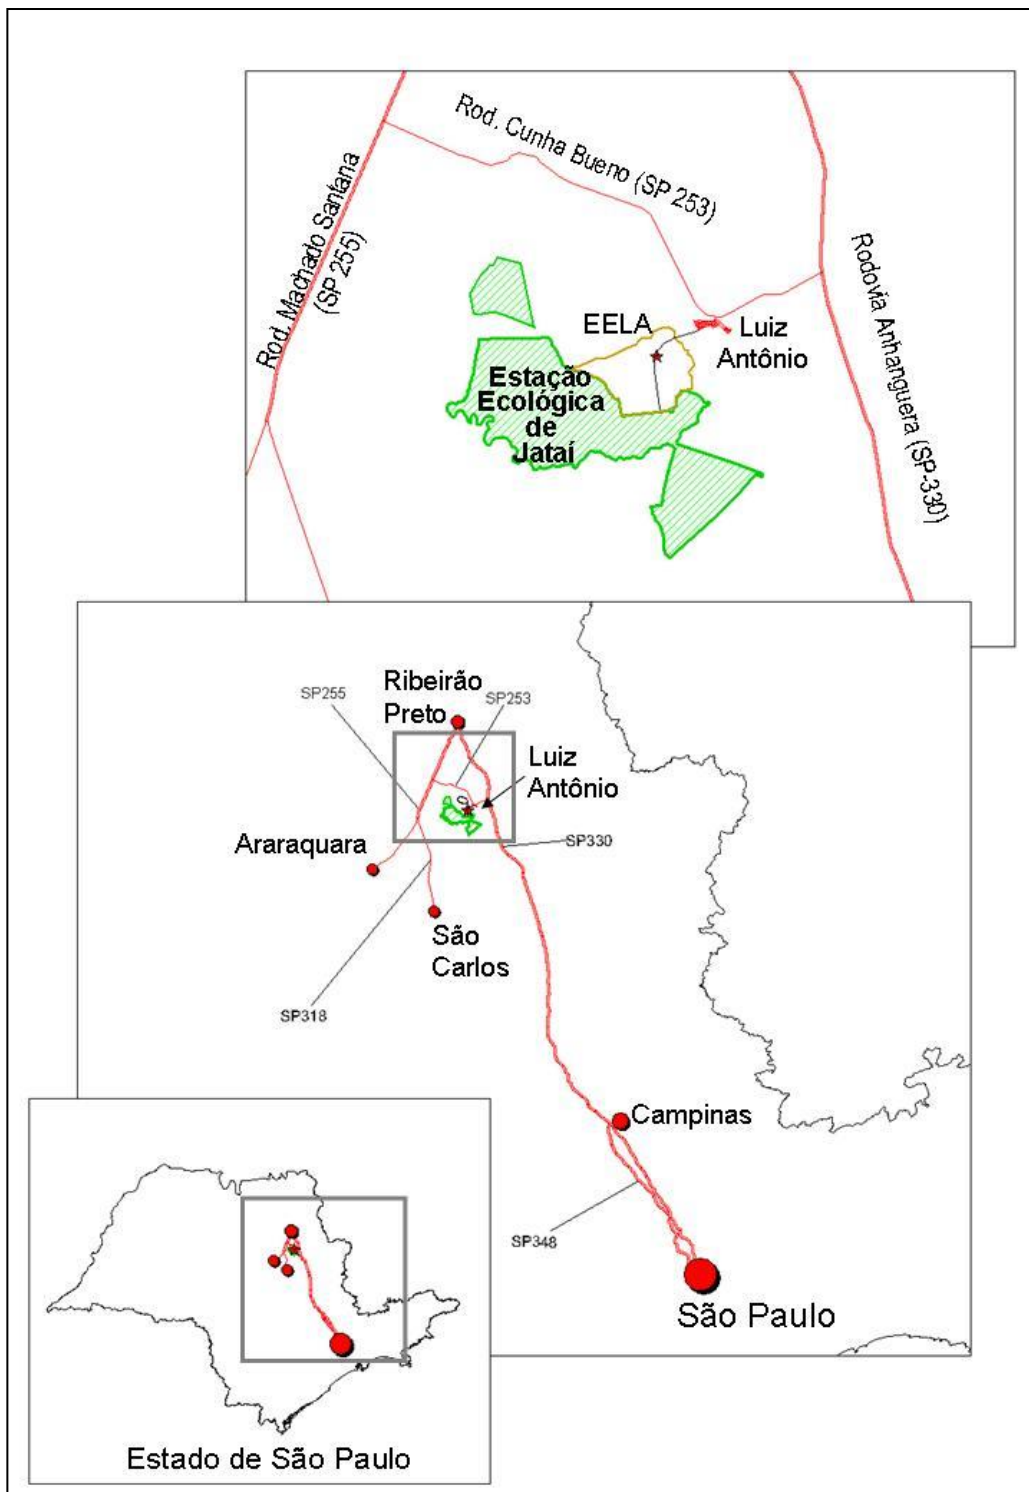 Rod. Cunha Bueno (SP 253)
Rod. Machado Santana
(SP 255)
Rodovia Anhanguera (SP-330)
EELA
Luiz
Antônio
Estação
Ecológica
de
Jataí
Ribeirão
Preto
SP255
SP253
Luiz
Antônio
SP330
Araraquara
São
Carlos
SP318
Campinas
SP348
São Paulo
Estado de São Paulo